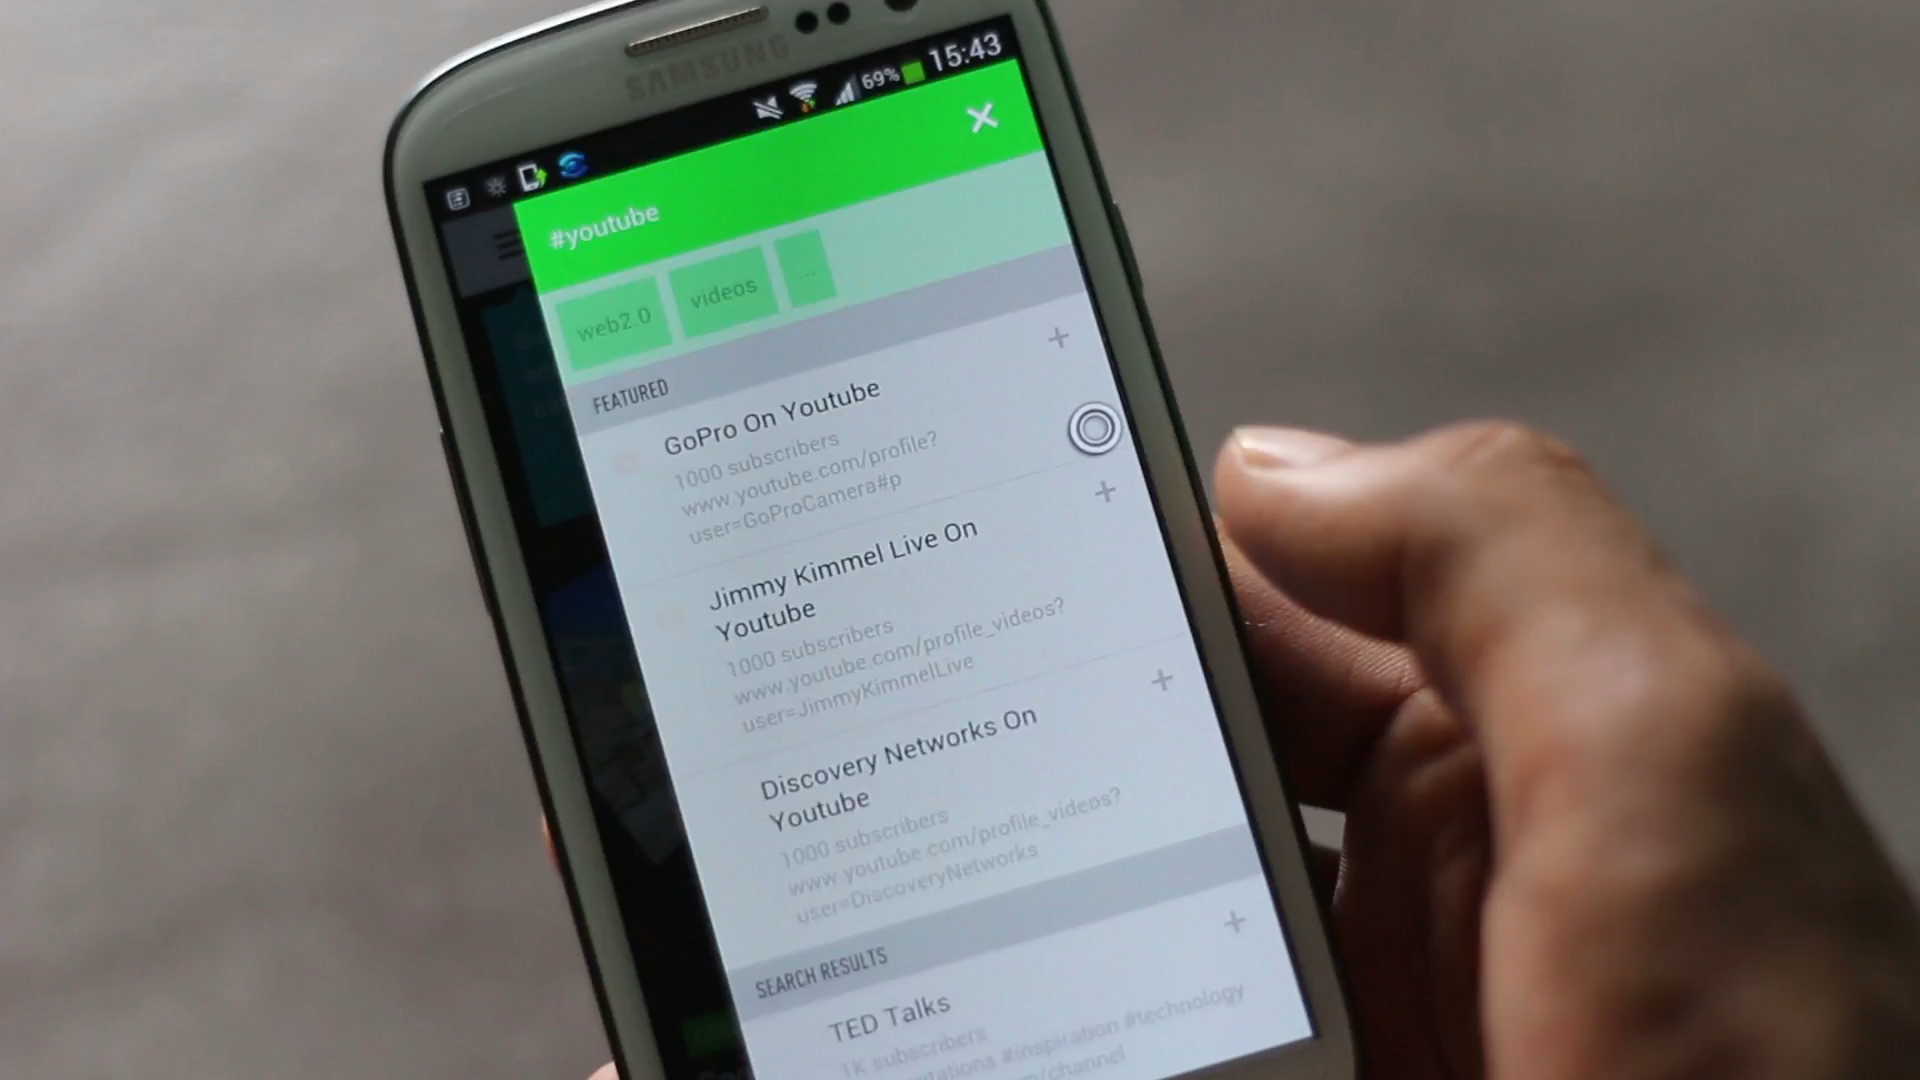 SAMSUNG
69% 15:43
#youtube
web2.0 videos ...
FEATURED
GoPro On Youtube
1000 subscribers
www.youtube.com/profile?
user=GoProCamera#p
Jimmy Kimmel Live On
Youtube
1000 subscribers
www.youtube.com/profile_videos?
user=JimmyKimmelLive
Discovery Networks On
Youtube
1000 subscribers
www.youtube.com/profile_videos?
user=DiscoveryNetworks
SEARCH RESULTS
TED Talks
1K subscribers
#inspiration #technology
/channel